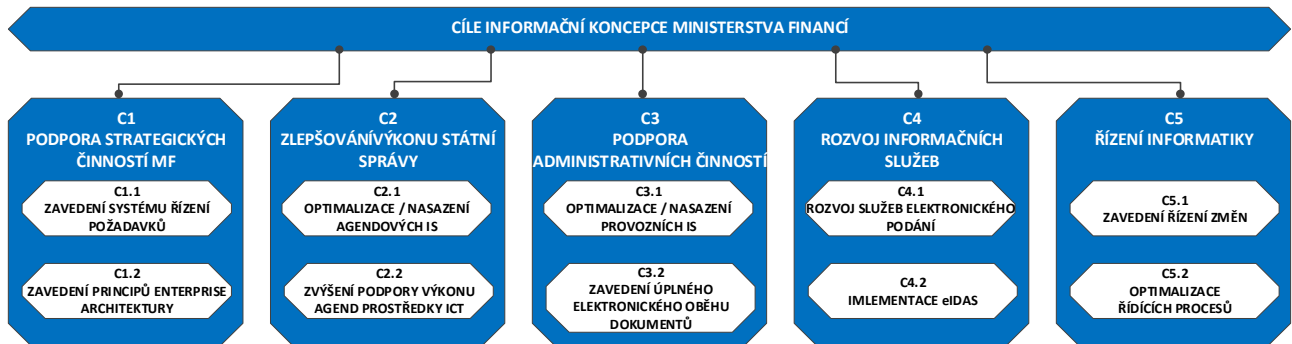 CÍLE INFORMAČNÍ KONCEPCE MINISTERSTVA FINANCÍ
C1
PODPORA STRATEGICKÝCH
ČINNOSTÍ MF
C1.1
ZAVEDENÍ SYSTÉMU ŘÍZENÍ
POŽADAVKŮ
C1.2
ZAVEDENÍ PRINCIPŮ ENTERPRISE
ARCHITEKTURY
C2
ZLEPŠOVÁNÍVÝKONU STÁTNÍ
SPRÁVY
C2.1
OPTIMALIZACE / NASAZENÍ
AGENDOVÝCH IS
C2.2
ZVÝŠENÍ PODPORY VÝKONU
AGEND PROSTŘEDKY ICT
C3
PODPORA
ADMINISTRATIVNÍCH ČINNOSTÍ
C3.1
OPTIMALIZACE / NASAZENÍ
PROVOZNÍCH IS
C3.2
ZAVEDENÍ ÚPLNÉHO
ELEKTRONICKÉHO OBĚHU
DOKUMENTŮ
C4
ROZVOJ INFORMAČNÍCH
SLUŽEB
C4.1
ROZVOJ SLUŽEB ELEKTRONICKÉHO
PODÁNÍ
C4.2
IMLEMENTACE eIDAS
C5
ŘÍZENÍ INFORMATIKY
C5.1
ZAVEDENÍ ŘÍZENÍ ZMĚN
C5.2
OPTIMALIZACE
ŘÍDÍCÍCH PROCESŮ